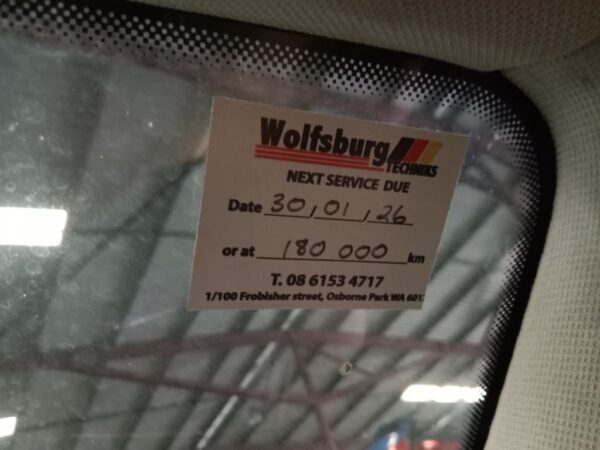 Wolfsburg
TECHNIKS
NEXT SERVICE DUE
Date 30,01,26
or at 180 000 km
T. 08 6153 4717
1/100 Frobisher street, Osborne Park WA 601